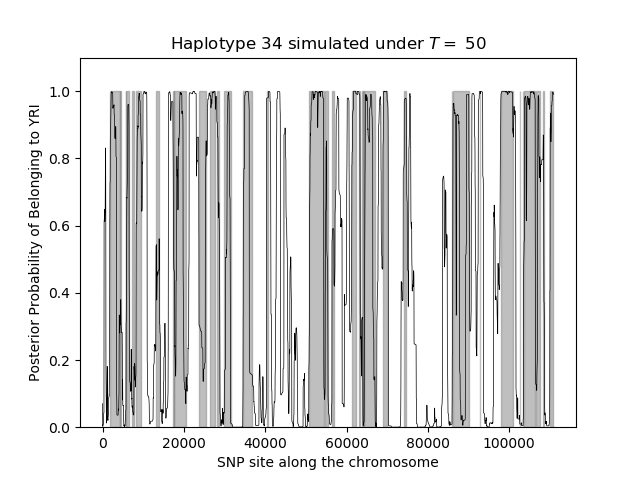 Haplotype 34 simulated under T = 50
Posterior Probability of Belonging to YRI
1.0
0.8
0.6
0.4
0.2
0.0
0 20000 40000 60000 80000 100000
SNP site along the chromosome